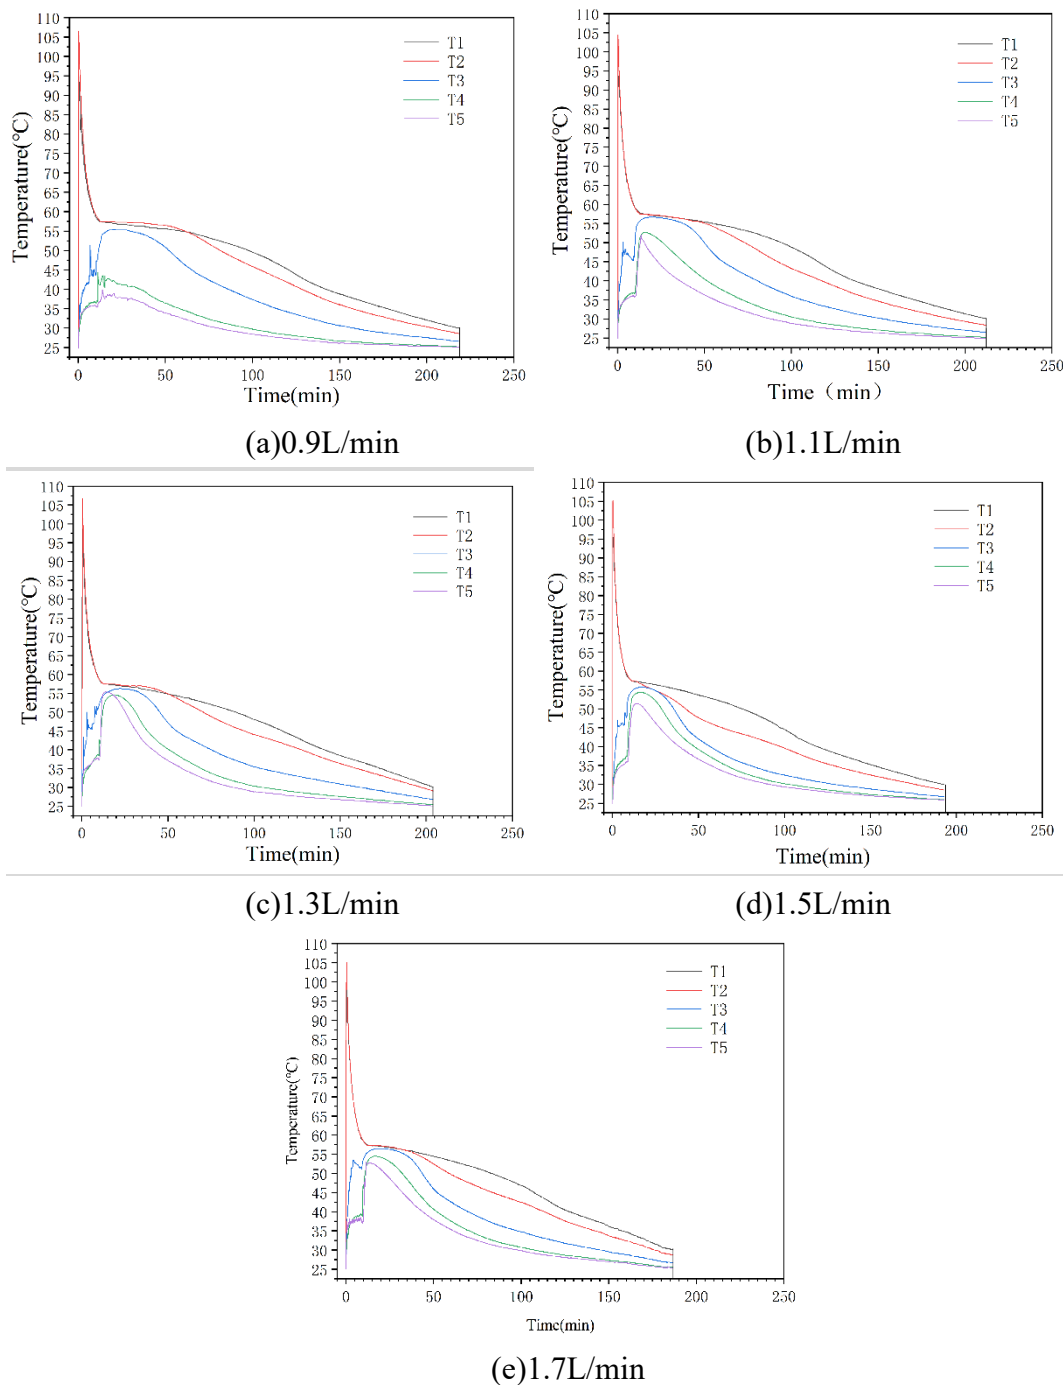 110
105
100
95
90
85
80
75
70
65
60
55
50
45
40
35
30
25
Temperature(℃)
T1
T2
T3
T4
T5
0 50 100 150 200 250
Time(min)
(a)0.9L/min
110
105
100
95
90
85
80
75
70
65
60
55
50
45
40
35
30
25
Temperature(℃)
T1
T2
T3
T4
T5
0 50 100 150 200 250
Time（min）
(b)1.1L/min
110
105
100
95
90
85
80
75
70
65
60
55
50
45
40
35
30
25
Temperature(℃)
T1
T2
T3
T4
T5
0 50 100 150 200 250
Time(min)
(c)1.3L/min
110
105
100
95
90
85
80
75
70
65
60
55
50
45
40
35
30
25
Temperature(℃)
T1
T2
T3
T4
T5
0 50 100 150 200 250
Time(min)
(d)1.5L/min
110
105
100
95
90
85
80
75
70
65
60
55
50
45
40
35
30
25
Temperature(℃)
T1
T2
T3
T4
T5
0 50 100 150 200 250
Time(min)
(e)1.7L/min